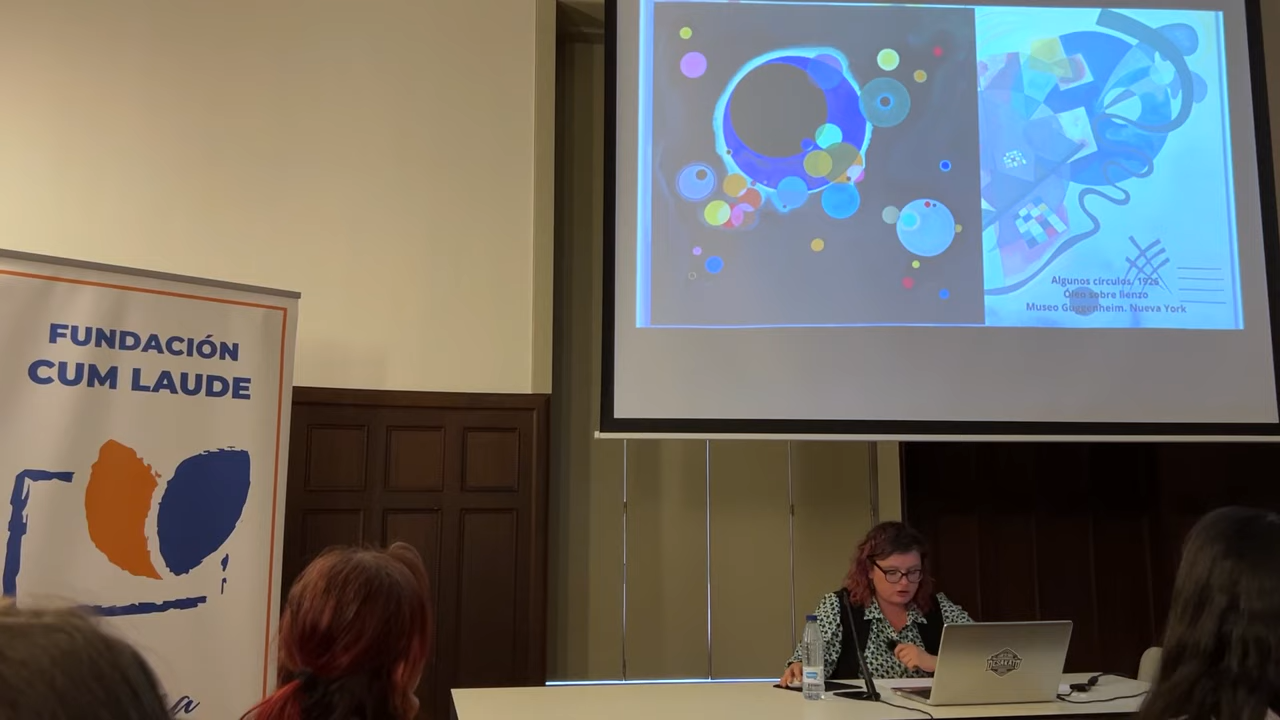 Algunos círculos. 1926
Óleo sobre lienzo
Museo Guggenheim. Nueva York
FUNDACIÓN
CUM LAUDE